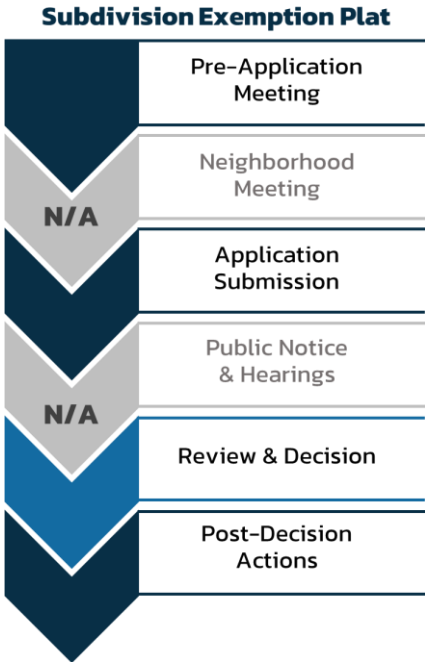 Subdivision Exemption Plat
Pre-Application
Meeting
Neighborhood
Meeting
N/A
Application
Submission
Public Notice
& Hearings
N/A
Review & Decision
Post-Decision
Actions